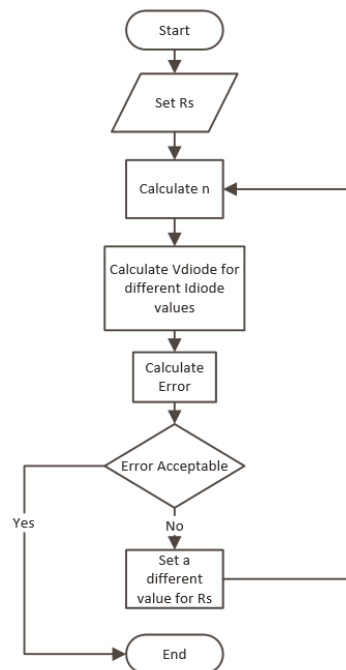 Start
Set Rs
Calculate n
Calculate Vdiode for
different Idiode
values
Calculate
Error
Error Acceptable
Yes
No
Set a
different
value for Rs
End